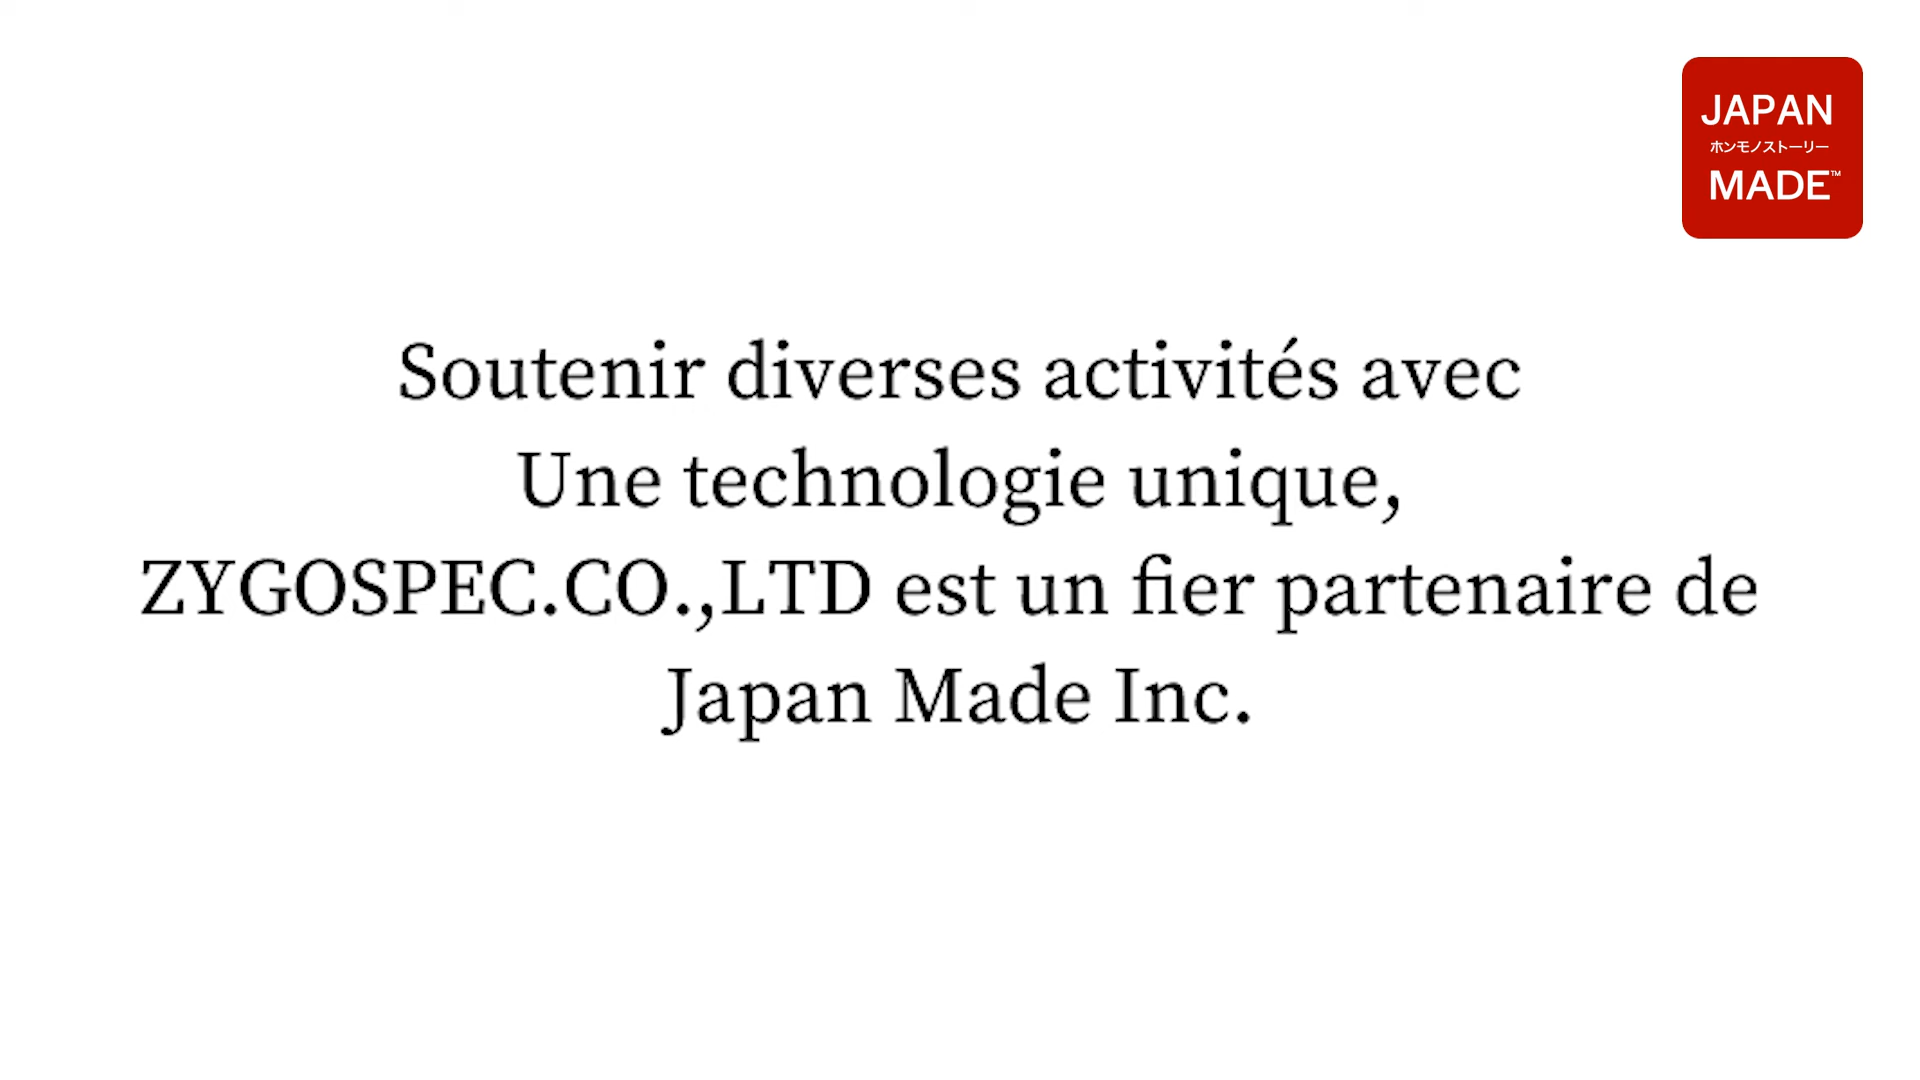 JAPAN
ホンモノストーリー
MADE™
Soutenir diverses activités avec
Une technologie unique,
ZYGOSPEC.CO.,LTD est un fier partenaire de
Japan Made Inc.